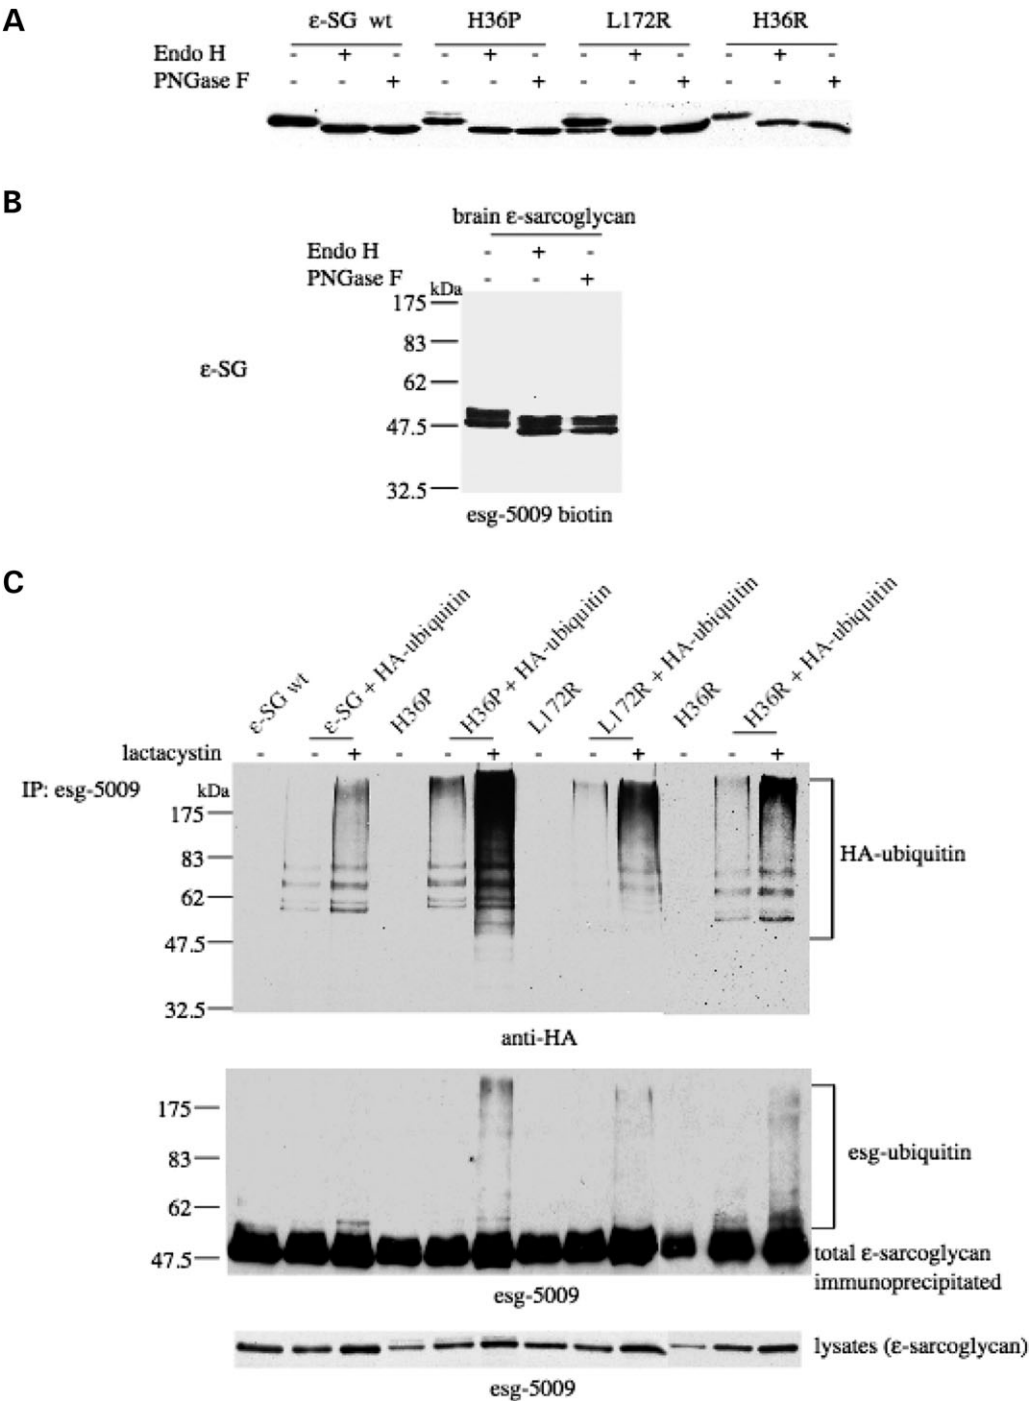 A
ε-SG wt H36P L172R H36R
Endo H - + - - + - - + - - + -
PNGase F - - + - - + - - + - - +
B
brain ε-sarcoglycan
Endo H - + -
PNGase F - - +
kDa
175
83
ε-SG
62
47.5
32.5
esg-5009 biotin
C
ε-SG wt
ε-SG + HA-ubiquitin
H36P
H36P + HA-ubiquitin
L172R
L172R + HA-ubiquitin
H36R
H36R + HA-ubiquitin
lactacystin - - + - - + - - + - - +
IP: esg-5009
kDa
175
83
HA-ubiquitin
62
47.5
32.5
anti-HA
175
83
esg-ubiquitin
62
47.5
total ε-sarcoglycan
immunoprecipitated
esg-5009
lysates (ε-sarcoglycan)
esg-5009